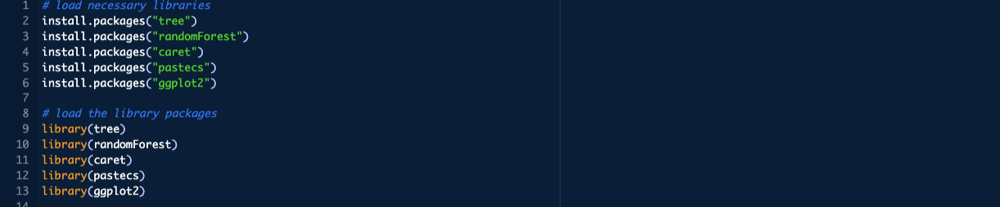 1 # load necessary libraries
2 install.packages("tree")
3 install.packages("randomForest")
4 install.packages("caret")
5 install.packages("pastecs")
6 install.packages("ggplot2")
7
8 # load the library packages
9 library(tree)
10 library(randomForest)
11 library(caret)
12 library(pastecs)
13 library(ggplot2)
14